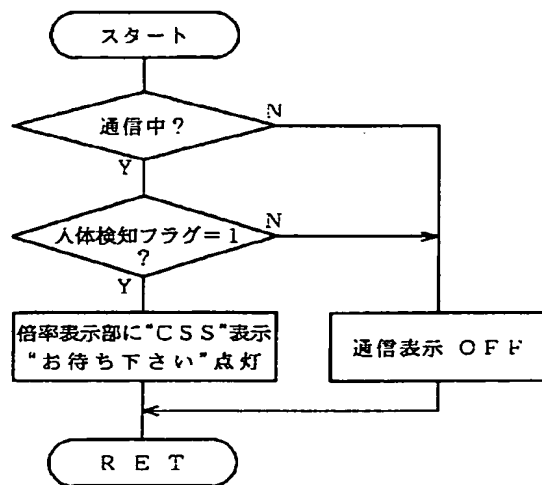 スタート
通信中？
N
Y
人体検知フラグ＝1
？
N
Y
倍率表示部に“CSS”表示
“お待ち下さい”点灯
通信表示 OFF
RET